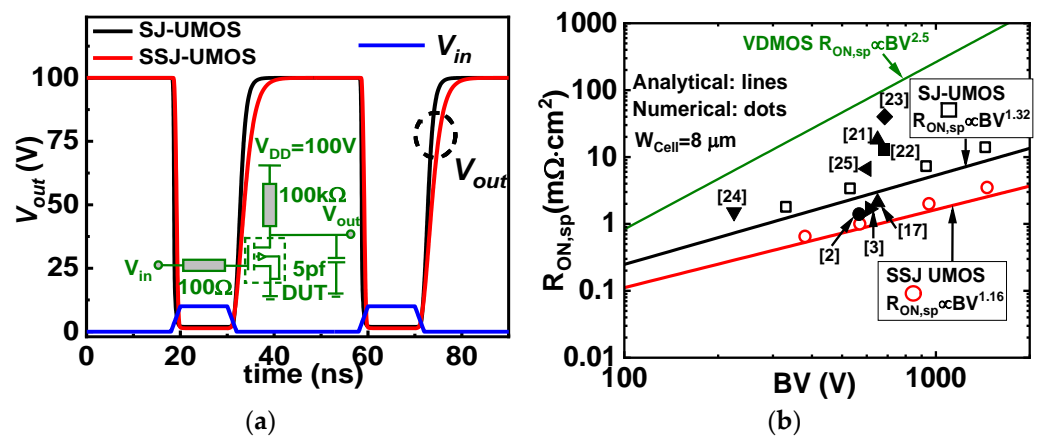 SJ-UMOS
SSJ-UMOS
V_in
100
75
50
25
0
V_out (V)
V_DD=100V
100kΩ
V_out
V_in
100Ω
5pf
DUT
V_out
0
20
40
60
80
time (ns)
(a)
1000
100
10
1
0.1
0.01
R_ON,sp(mΩ·cm²)
VDMOS R_ON,sp∝BV^2.5
Analytical: lines
Numerical: dots
W_Cell=8 μm
[23]
SJ-UMOS
R_ON,sp∝BV^1.32
[21]
[22]
[25]
[24]
[2]
[3]
[17]
SSJ UMOS
R_ON,sp∝BV^1.16
100
1000
BV (V)
(b)